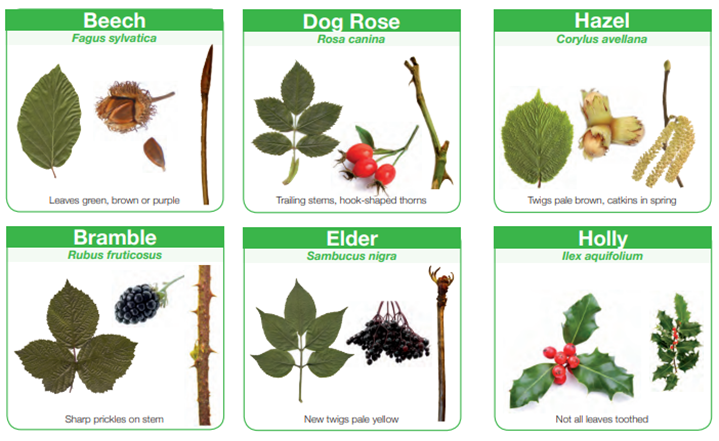 Beech
Fagus sylvatica
Leaves green, brown or purple
Dog Rose
Rosa canina
Trailing stems, hook-shaped thorns
Hazel
Corylus avellana
Twigs pale brown, catkins in spring
Bramble
Rubus fruticosus
Sharp prickles on stem
Elder
Sambucus nigra
New twigs pale yellow
Holly
Ilex aquifolium
Not all leaves toothed